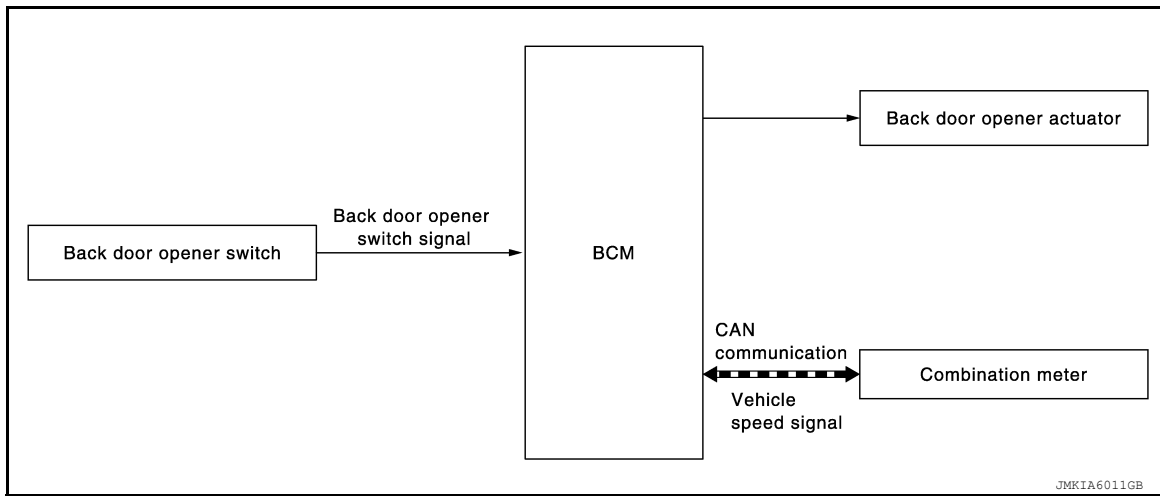 Back door opener actuator
Back door opener
switch signal
Back door opener switch
BCM
CAN
communication
Combination meter
Vehicle
speed signal
JMKIA6011GB